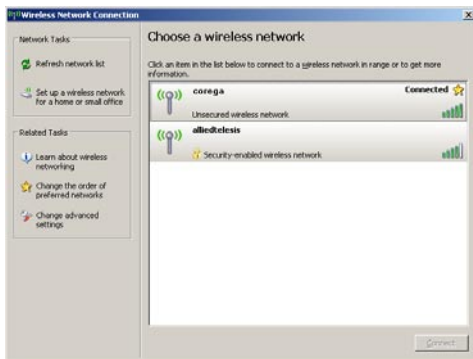 Wireless Network Connection
Network Tasks
Refresh network list
Set up a wireless network
for a home or small office
Related Tasks
Learn about wireless
networking
Change the order of
preferred networks
Change advanced
settings
Choose a wireless network
Click an item in the list below to connect to a wireless network in range or to get more
information.
corega
Connected
Unsecured wireless network
alliedtelesis
Security-enabled wireless network
Connect